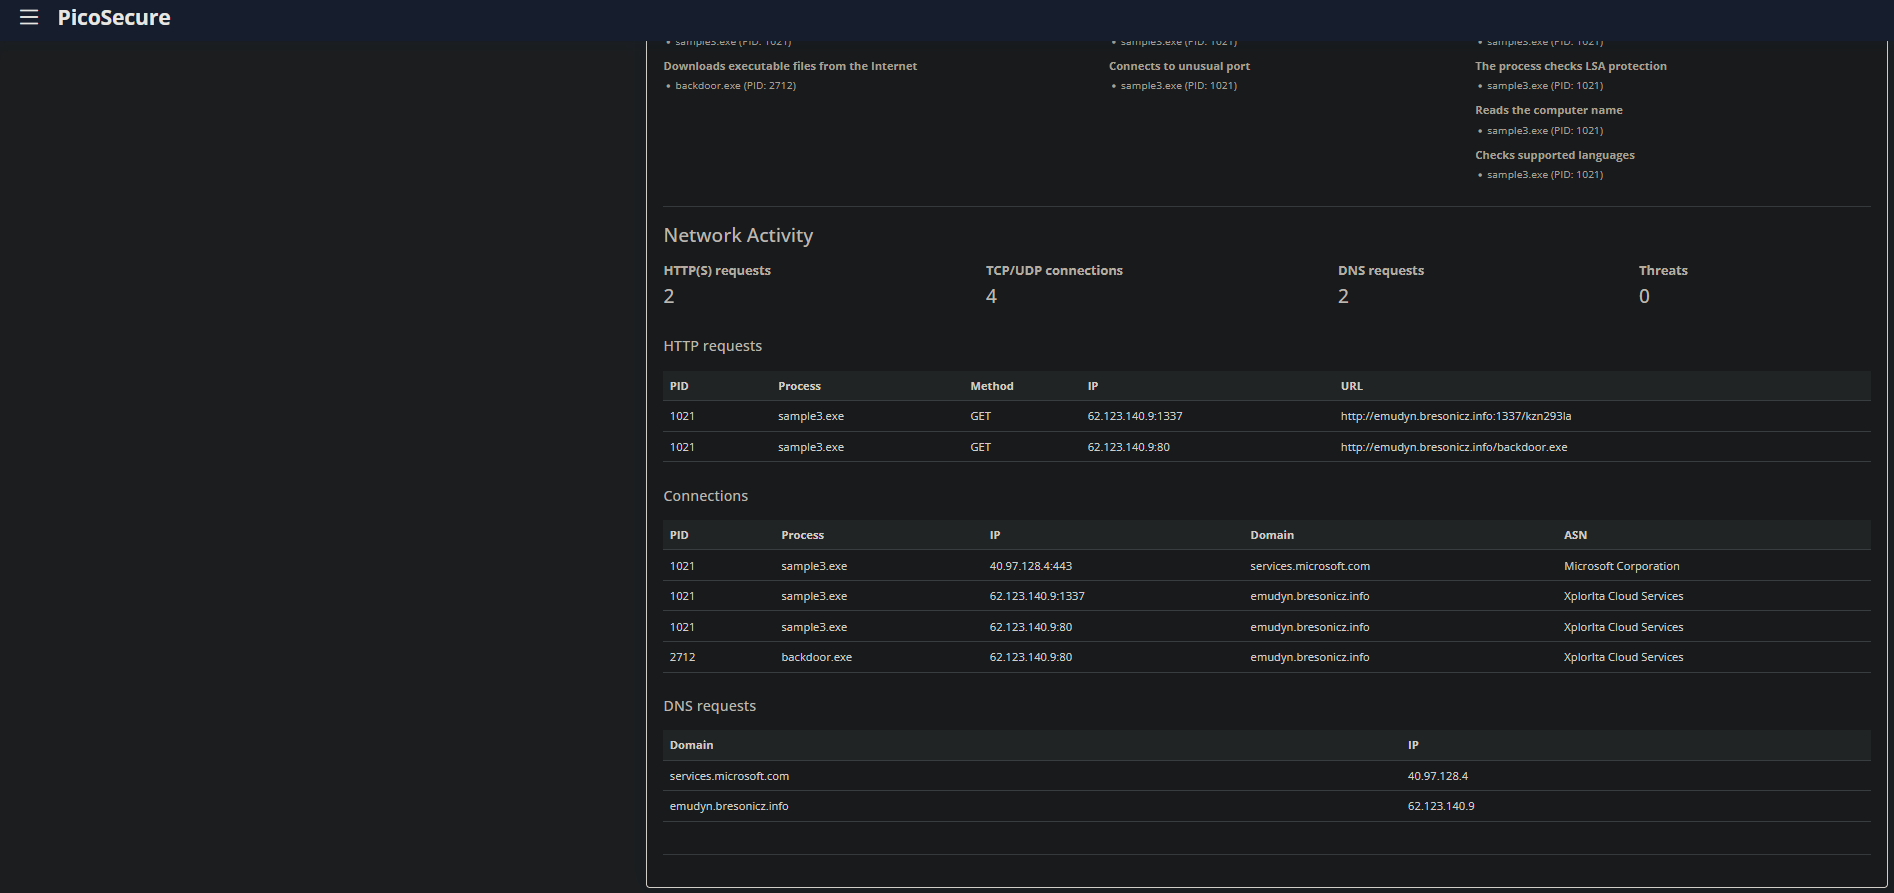 PicoSecure
sample3.exe (PID: 1021) sample3.exe (PID: 1021) sample3.exe (PID: 1021)
Downloads executable files from the Internet Connects to unusual port The process checks LSA protection
backdoor.exe (PID: 2712) sample3.exe (PID: 1021) sample3.exe (PID: 1021)
Reads the computer name
sample3.exe (PID: 1021)
Checks supported languages
sample3.exe (PID: 1021)
Network Activity
HTTP(S) requests TCP/UDP connections DNS requests Threats
2 4 2 0
HTTP requests
PID Process Method IP URL
1021 sample3.exe GET 62.123.140.9:1337 http://emudyn.bresonicz.info:1337/kzn293la
1021 sample3.exe GET 62.123.140.9:80 http://emudyn.bresonicz.info/backdoor.exe
Connections
PID Process IP Domain ASN
1021 sample3.exe 40.97.128.4:443 services.microsoft.com Microsoft Corporation
1021 sample3.exe 62.123.140.9:1337 emudyn.bresonicz.info XplorIta Cloud Services
1021 sample3.exe 62.123.140.9:80 emudyn.bresonicz.info XplorIta Cloud Services
2712 backdoor.exe 62.123.140.9:80 emudyn.bresonicz.info XplorIta Cloud Services
DNS requests
Domain IP
services.microsoft.com 40.97.128.4
emudyn.bresonicz.info 62.123.140.9